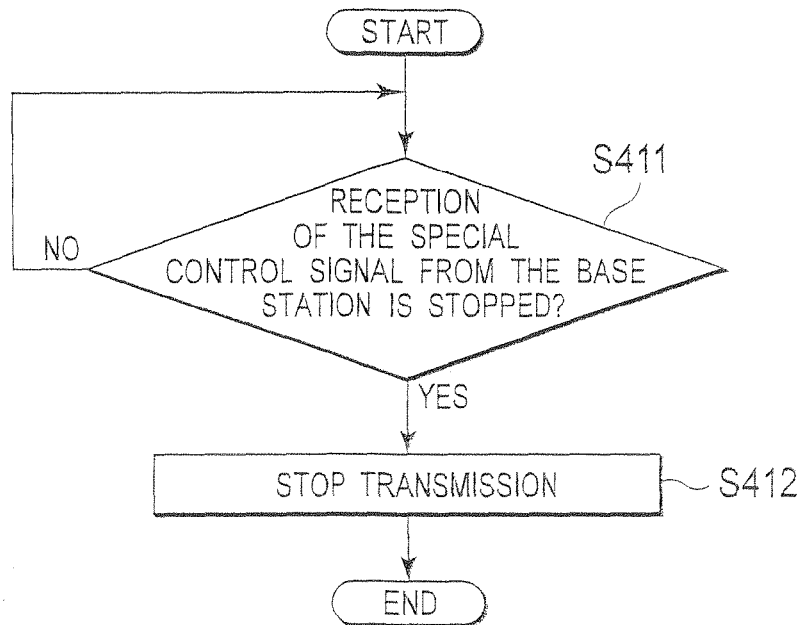 START
S411
RECEPTION
OF THE SPECIAL
CONTROL SIGNAL FROM THE BASE
STATION IS STOPPED?
NO
YES
STOP TRANSMISSION
S412
END